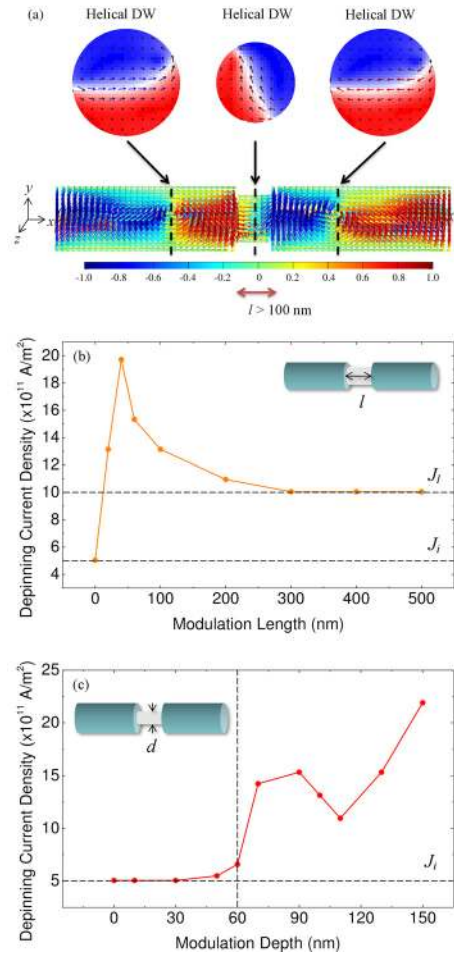 (a)
Helical DW Helical DW Helical DW
y
x
z
-1.0 -0.8 -0.6 -0.4 -0.2 0 0.2 0.4 0.6 0.8 1.0
l > 100 nm
(b)
Depinning Current Density (x10¹¹ A/m²)
20
18
16
14
12
10
8
6
4
l
J_l
J_i
0 100 200 300 400 500
Modulation Length (nm)
(c)
Depinning Current Density (x10¹¹ A/m²)
25
20
15
10
5
d
J_i
0 30 60 90 120 150
Modulation Depth (nm)